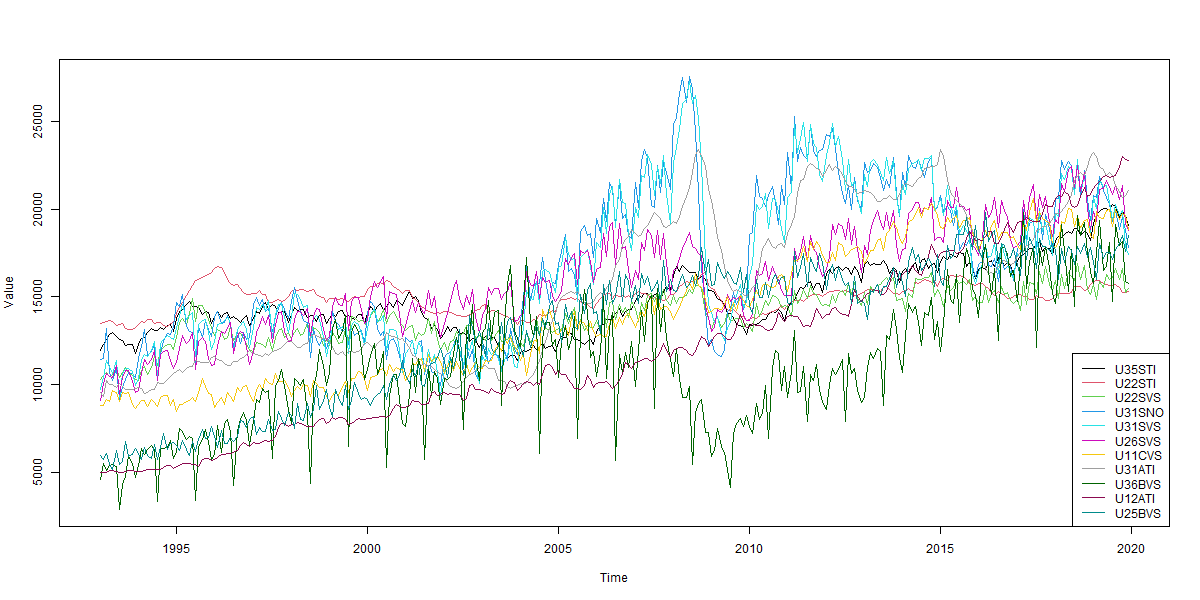 25000
20000
15000
10000
5000
Value
1995
2000
2005
2010
2015
2020
Time
U35STI
U22STI
U22SVS
U31SNO
U31SVS
U26SVS
U11CVS
U31ATI
U36BVS
U12ATI
U25BVS